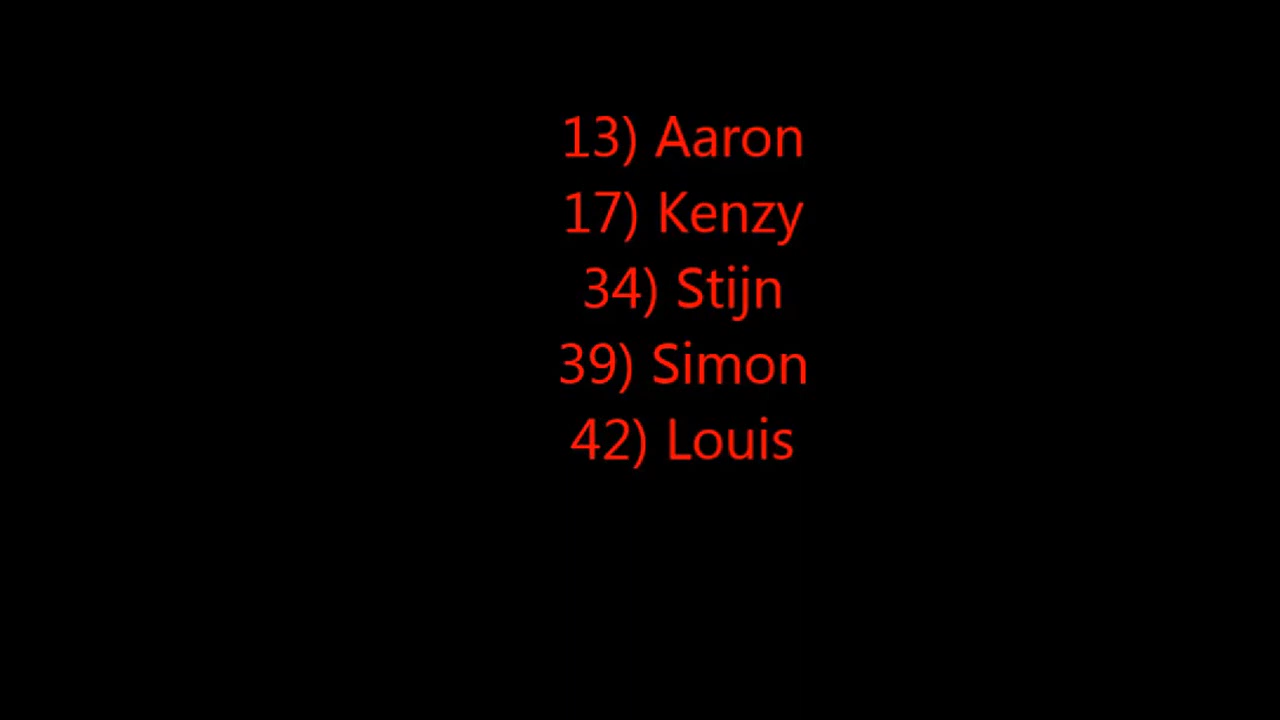 13) Aaron
17) Kenzy
34) Stijn
39) Simon
42) Louis